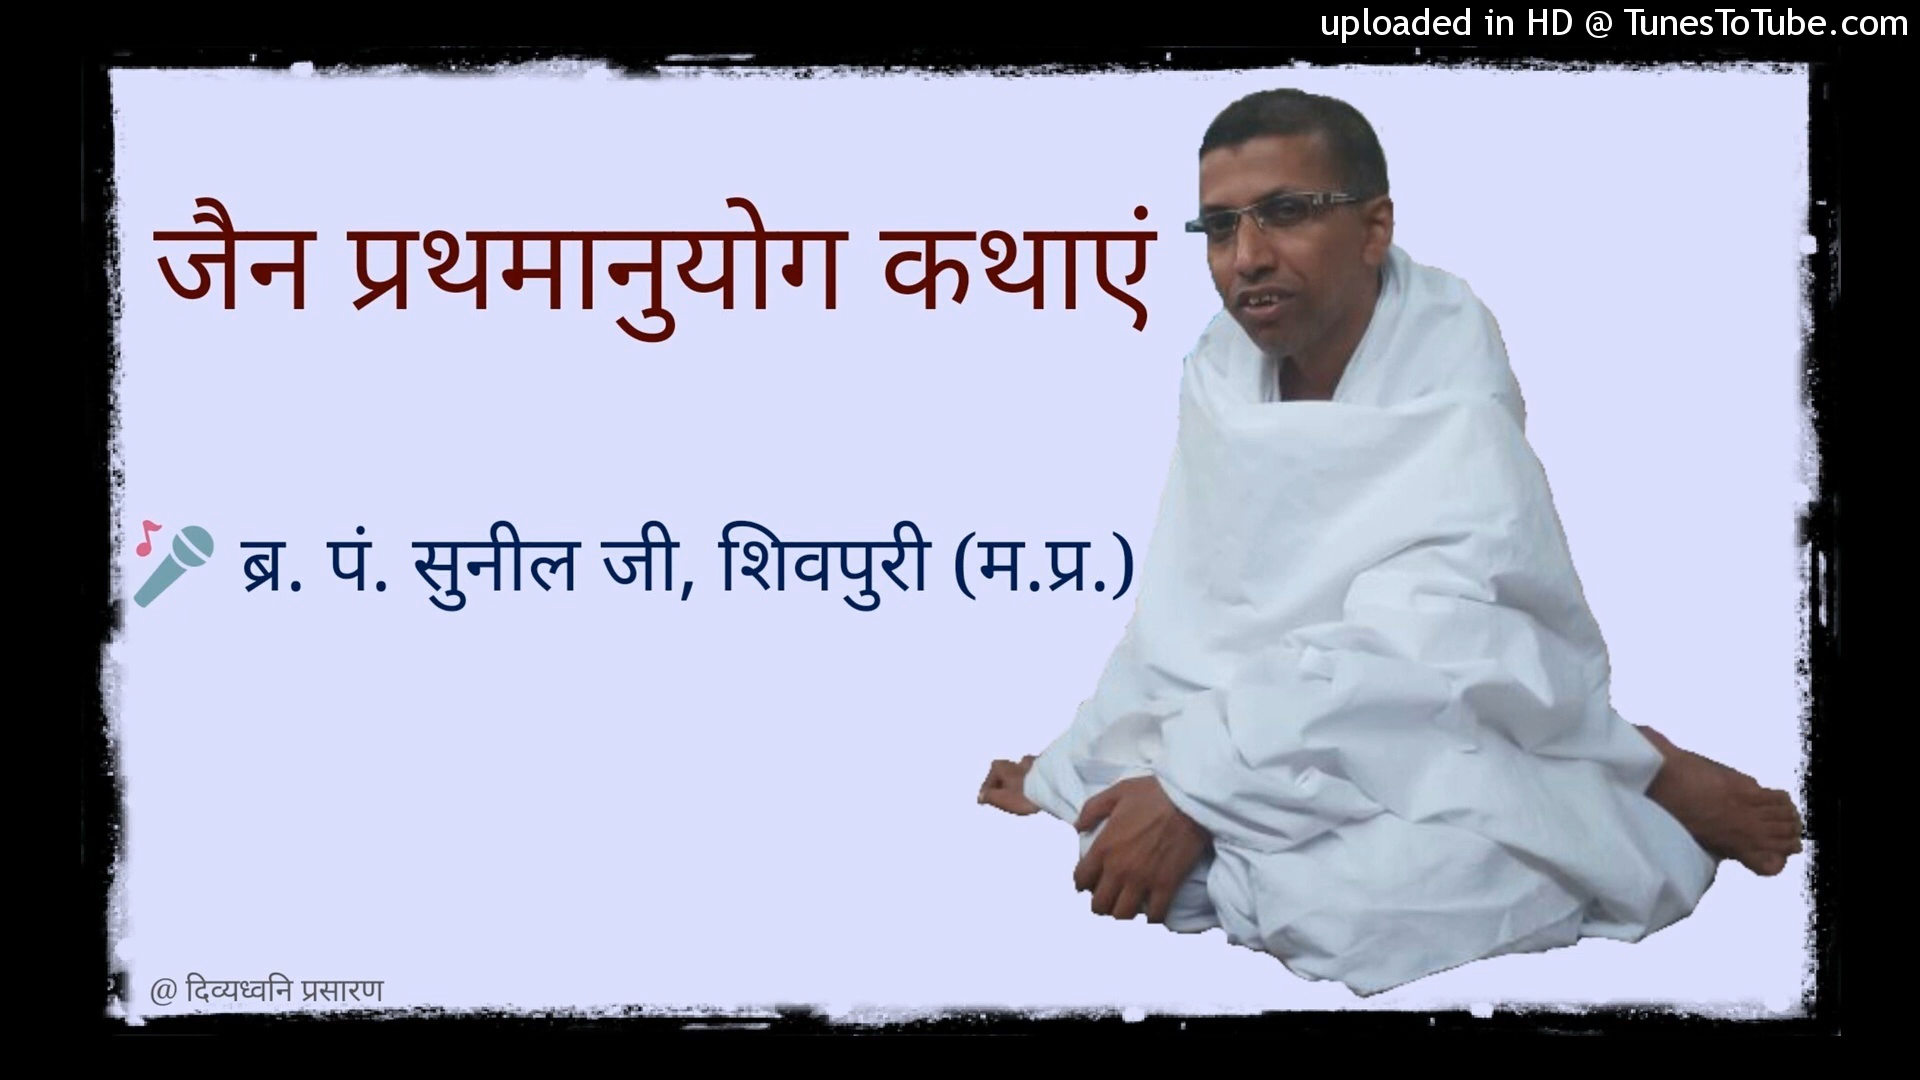 uploaded in HD @ TunesToTube.com
जैन प्रथमानुयोग कथाएं
ब्र. पं. सुनील जी, शिवपुरी (म.प्र.)
@ दिव्यध्वनि प्रसारण